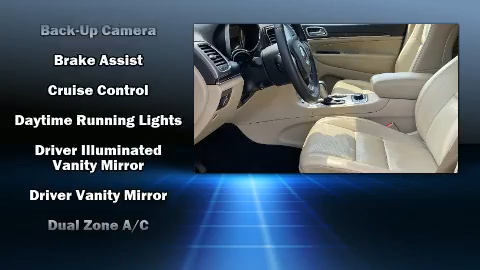 Back-Up Camera
Brake Assist
Cruise Control
Daytime Running Lights
Driver Illuminated
Vanity Mirror
Driver Vanity Mirror
Dual Zone A/C